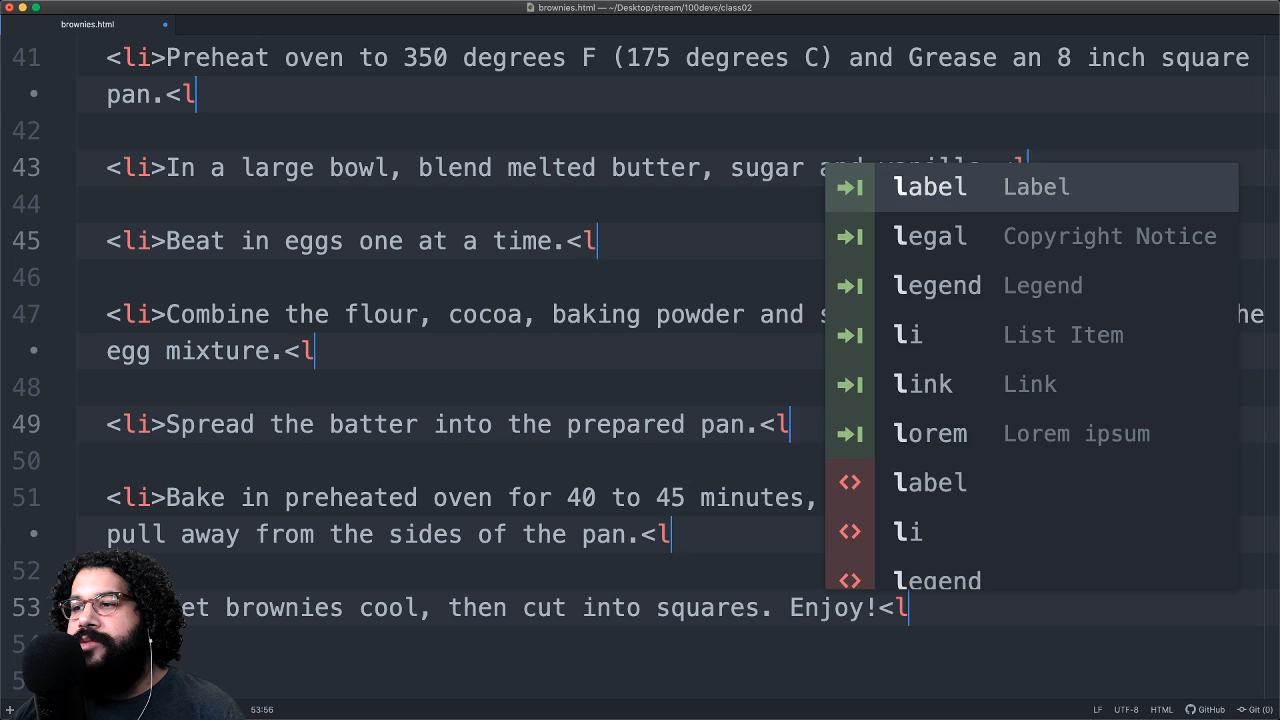 brownies.html — ~/Desktop/stream/100devs/class02
brownies.html
41 <li>Preheat oven to 350 degrees F (175 degrees C) and Grease an 8 inch square
pan.<l
42
43 <li>In a large bowl, blend melted butter, sugar and vanilla. <l
44
45 <li>Beat in eggs one at a time.<l
46
47 <li>Combine the flour, cocoa, baking powder and s he
egg mixture.<l
48
49 <li>Spread the batter into the prepared pan.<l
50
51 <li>Bake in preheated oven for 40 to 45 minutes,
pull away from the sides of the pan.<l
52
53 et brownies cool, then cut into squares. Enjoy!<l
label Label
legal Copyright Notice
legend Legend
li List Item
link Link
lorem Lorem ipsum
label
li
legend
53:56
LF UTF-8 HTML GitHub Git (0)